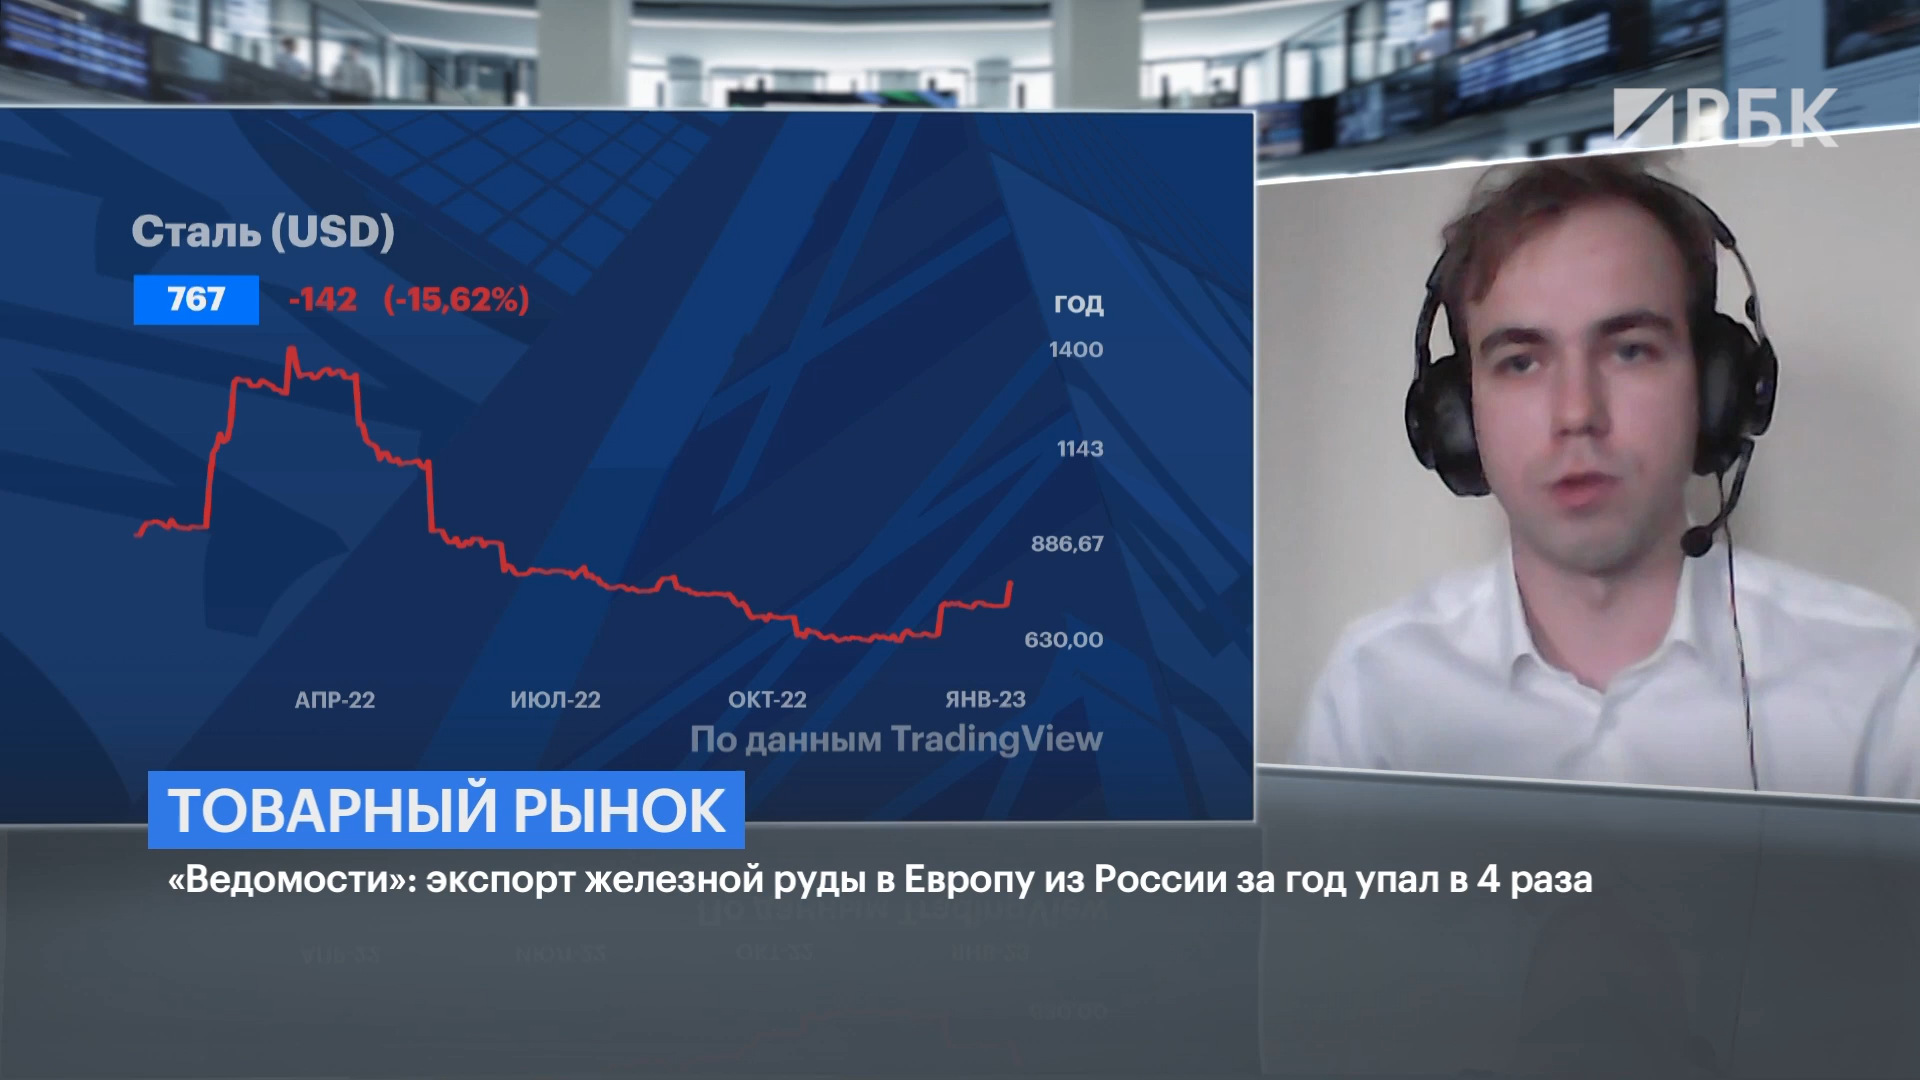 РБК
Сталь (USD)
767 -142 (-15,62%)
ГОД
1400
1143
886,67
630,00
АПР-22 ИЮЛ-22 ОКТ-22 ЯНВ-23
По данным TradingView
ТОВАРНЫЙ РЫНОК
«Ведомости»: экспорт железной руды в Европу из России за год упал в 4 раза